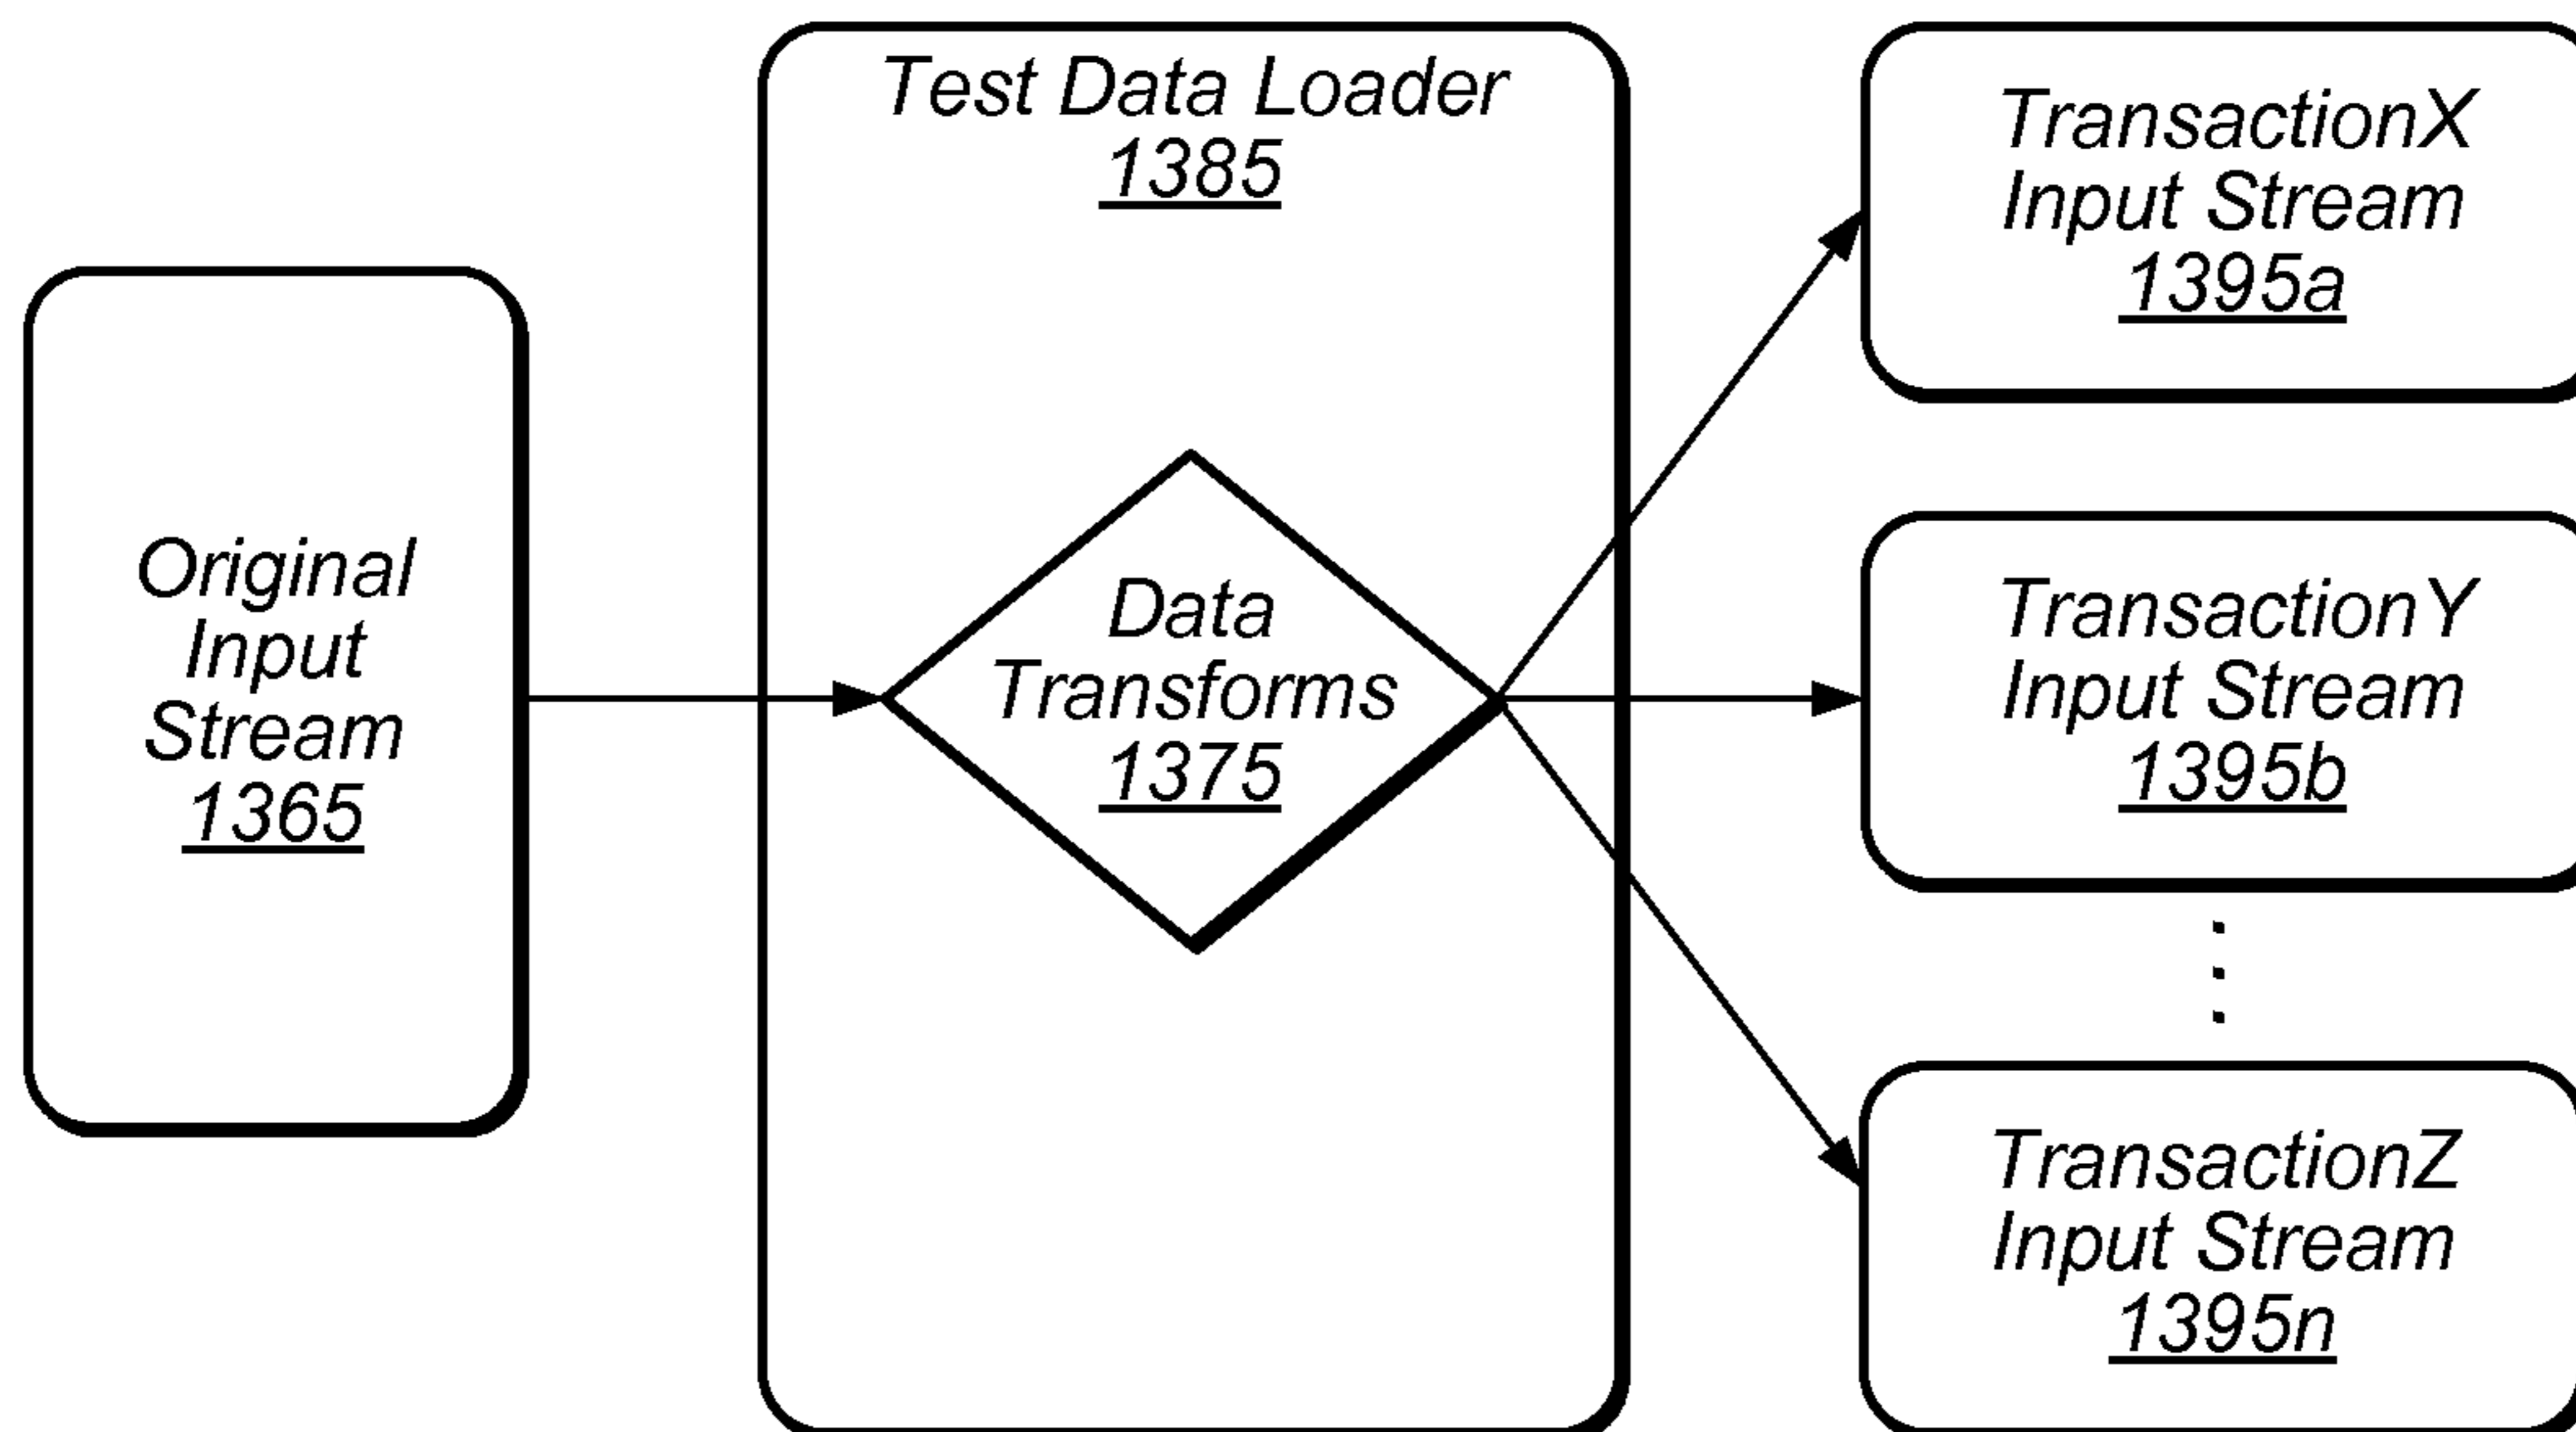 Original
Input
Stream
1365
Test Data Loader
1385
Data
Transforms
1375
TransactionX
Input Stream
1395a
TransactionY
Input Stream
1395b
TransactionZ
Input Stream
1395n